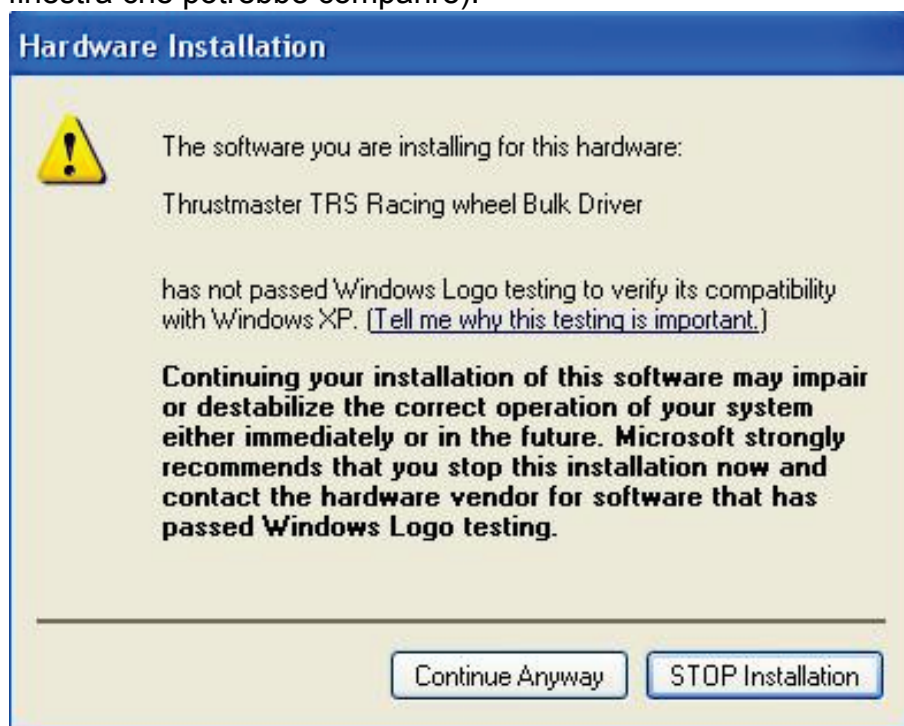 finestra che potrebbe comparire).
Hardware Installation
The software you are installing for this hardware:
Thrustmaster TRS Racing wheel Bulk Driver
has not passed Windows Logo testing to verify its compatibility
with Windows XP. (Tell me why this testing is important.)
Continuing your installation of this software may impair
or destabilize the correct operation of your system
either immediately or in the future. Microsoft strongly
recommends that you stop this installation now and
contact the hardware vendor for software that has
passed Windows Logo testing.
Continue Anyway STOP Installation